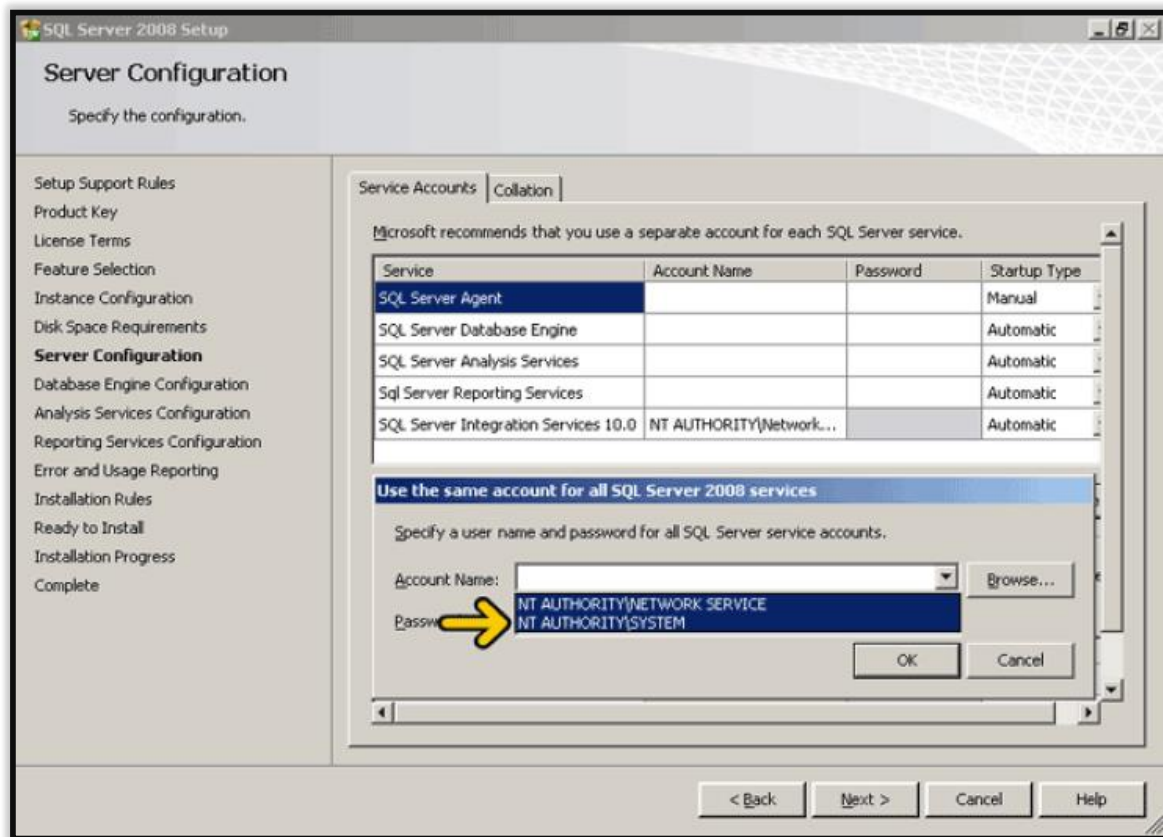 SQL Server 2008 Setup
Server Configuration
Specify the configuration.
Setup Support Rules
Product Key
License Terms
Feature Selection
Instance Configuration
Disk Space Requirements
Server Configuration
Database Engine Configuration
Analysis Services Configuration
Reporting Services Configuration
Error and Usage Reporting
Installation Rules
Ready to Install
Installation Progress
Complete
Service Accounts Collation
Microsoft recommends that you use a separate account for each SQL Server service.
Service Account Name Password Startup Type
SQL Server Agent Manual
SQL Server Database Engine Automatic
SQL Server Analysis Services Automatic
Sql Server Reporting Services Automatic
SQL Server Integration Services 10.0 NT AUTHORITY\Network... Automatic
Use the same account for all SQL Server 2008 services
Specify a user name and password for all SQL Server service accounts.
Account Name: Browse...
NT AUTHORITY\NETWORK SERVICE
Passw NT AUTHORITY\SYSTEM
OK Cancel
< Back Next > Cancel Help